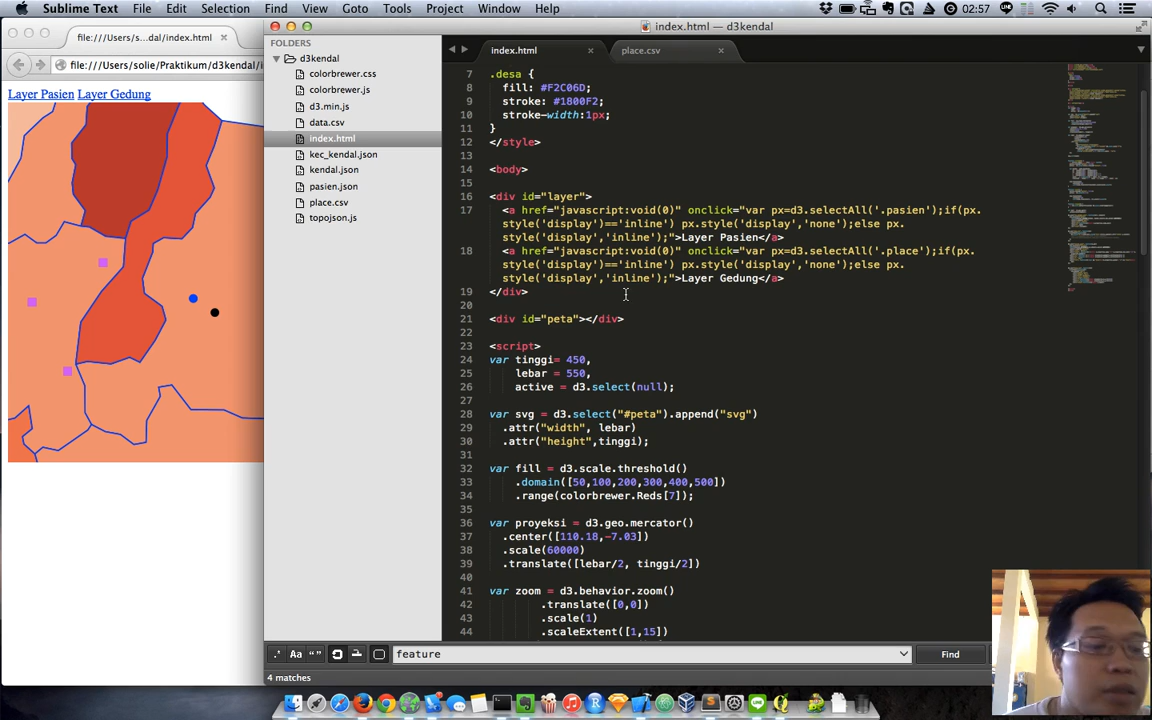 Sublime Text File Edit Selection Find View Goto Tools Project Window Help 02:57
file:///Users/s...dal/index.html
file:///Users/solie/Praktikum/d3kendal/i
Layer Pasien Layer Gedung
index.html — d3kendal
FOLDERS
d3kendal
colorbrewer.css
colorbrewer.js
d3.min.js
data.csv
index.html
kec_kendal.json
kendal.json
pasien.json
place.csv
topojson.js
index.html
place.csv
7 .desa {
8 fill: #F2C06D;
9 stroke: #1800F2;
10 stroke-width:1px;
11 }
12 </style>
13
14 <body>
15
16 <div id="layer">
17 <a href="javascript:void(0)" onclick="var px=d3.selectAll('.pasien');if(px.
style('display')=='inline') px.style('display','none');else px.
style('display','inline');">Layer Pasien</a>
18 <a href="javascript:void(0)" onclick="var px=d3.selectAll('.place');if(px.
style('display')=='inline') px.style('display','none');else px.
style('display','inline');">Layer Gedung</a>
19 </div>
20
21 <div id="peta"></div>
22
23 <script>
24 var tinggi= 450,
25 lebar = 550,
26 active = d3.select(null);
27
28 var svg = d3.select("#peta").append("svg")
29 .attr("width", lebar)
30 .attr("height",tinggi);
31
32 var fill = d3.scale.threshold()
33 .domain([50,100,200,300,400,500])
34 .range(colorbrewer.Reds[7]);
35
36 var proyeksi = d3.geo.mercator()
37 .center([110.18,-7.03])
38 .scale(60000)
39 .translate([lebar/2, tinggi/2])
40
41 var zoom = d3.behavior.zoom()
42 .translate([0,0])
43 .scale(1)
44 .scaleExtent([1,15])
.* Aa “” feature Find
4 matches